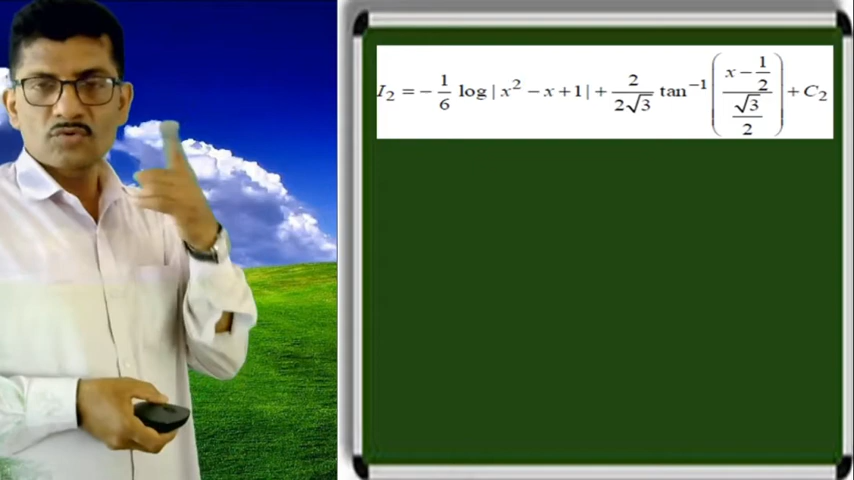 I₂ = − 1/6 log | x² − x + 1 | + 2/(2√3) tan⁻¹ ( (x − 1/2) / (√3/2) ) + C₂